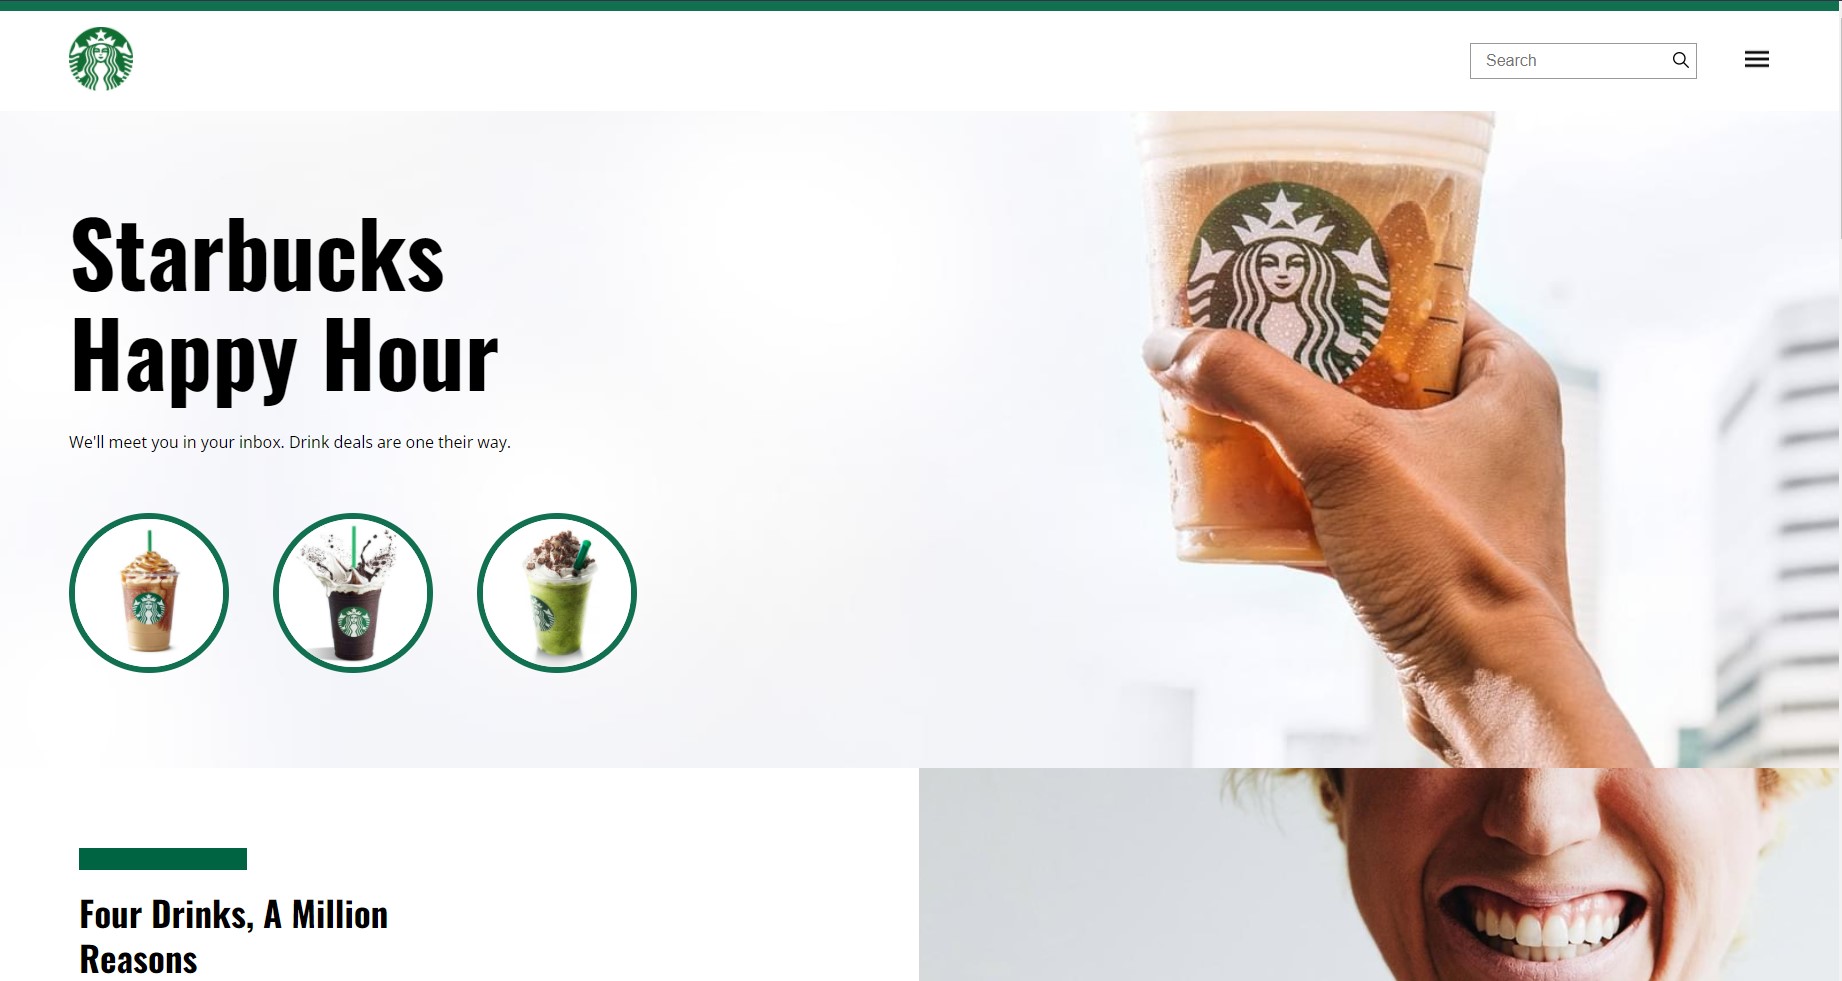 Search
Starbucks
Happy Hour
We'll meet you in your inbox. Drink deals are one their way.
Four Drinks, A Million
Reasons